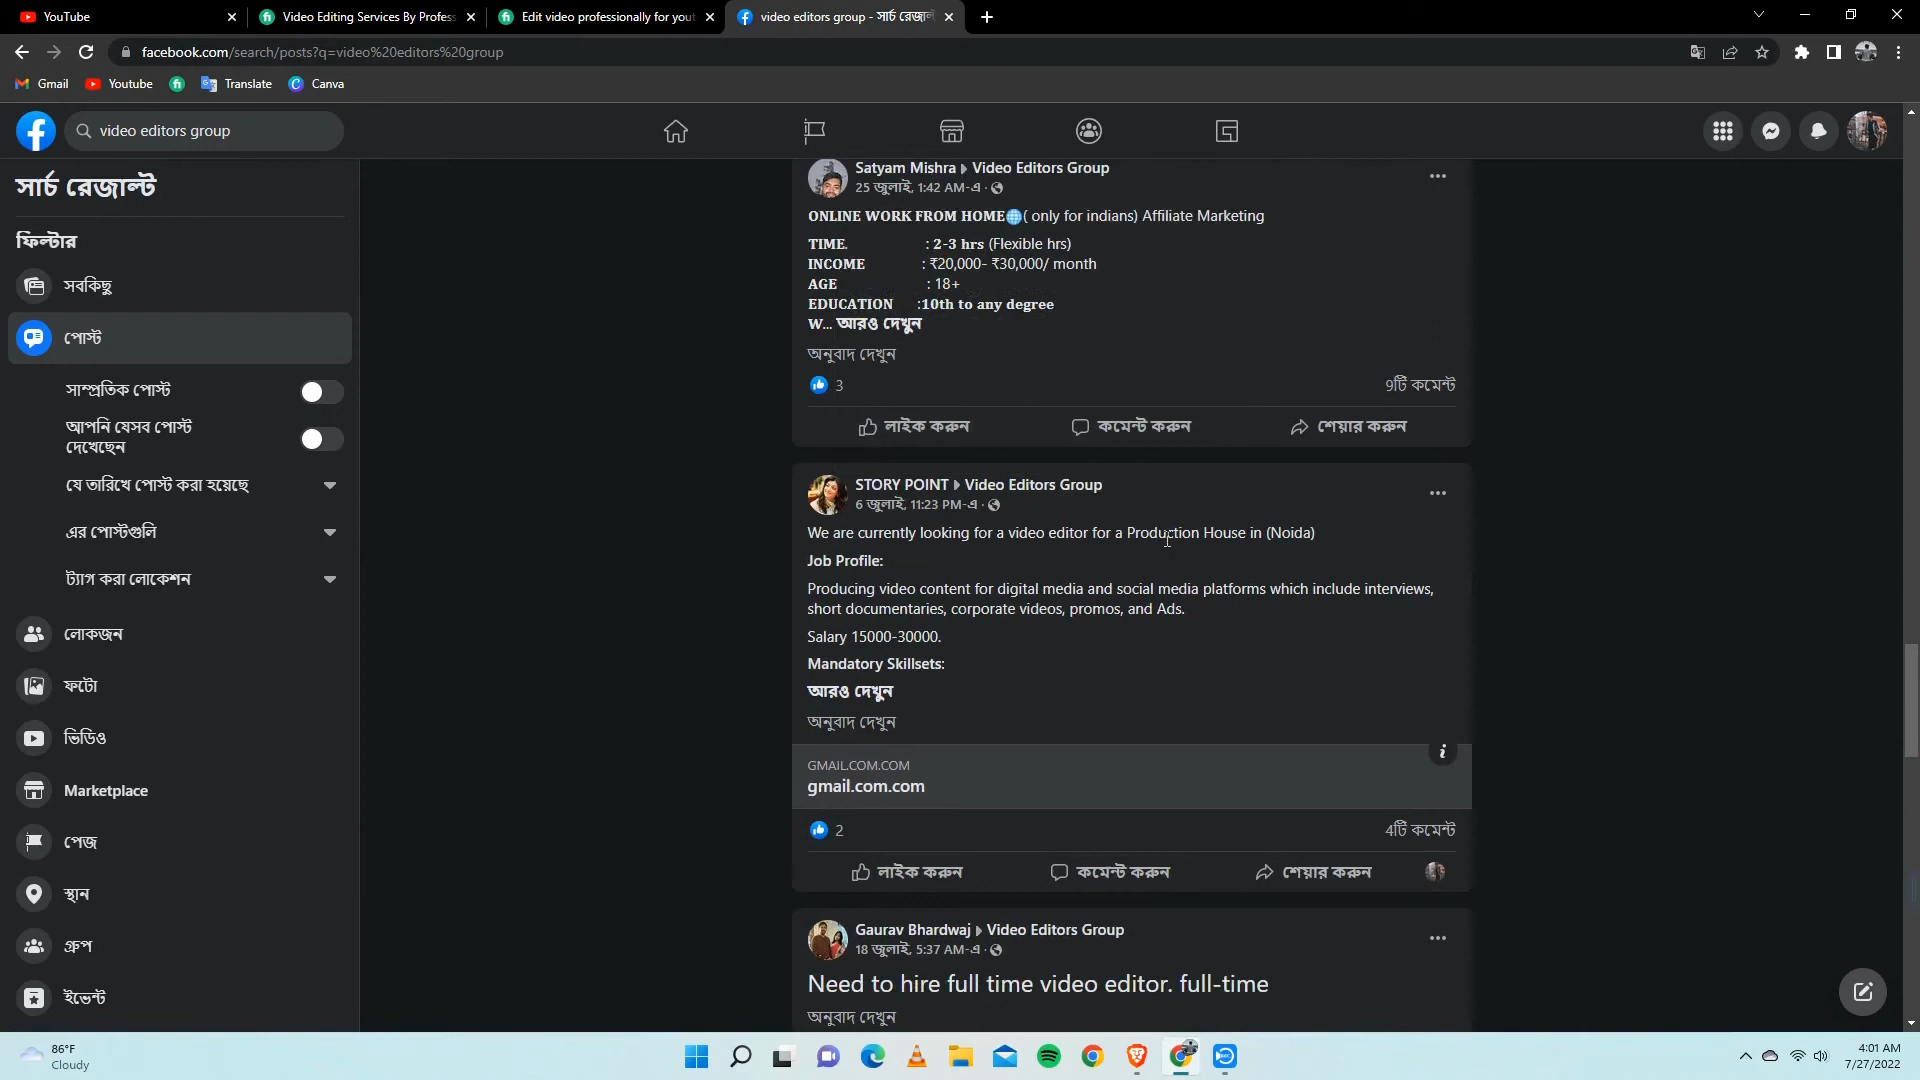 YouTube
Video Editing Services By Profess
Edit video professionally for yout
video editors group - সার্চ রেজাল্ট
facebook.com/search/posts?q=video%20editors%20group
Gmail
Youtube
Translate
Canva
video editors group
সার্চ রেজাল্ট
ফিল্টার
সবকিছু
পোস্ট
সাম্প্রতিক পোস্ট
আপনি যেসব পোস্ট
দেখেছেন
যে তারিখে পোস্ট করা হয়েছে
এর পোস্টগুলি
ট্যাগ করা লোকেশন
লোকজন
ফটো
ভিডিও
Marketplace
পেজ
স্থান
গ্রুপ
ইভেন্ট
Satyam Mishra Video Editors Group
25 জুলাই, 1:42 AM-এ ·
ONLINE WORK FROM HOME🌐( only for indians) Affiliate Marketing
TIME. : 2-3 hrs (Flexible hrs)
INCOME : ₹20,000- ₹30,000/ month
AGE : 18+
EDUCATION :10th to any degree
W... আরও দেখুন
অনুবাদ দেখুন
3
9টি কমেন্ট
লাইক করুন
কমেন্ট করুন
শেয়ার করুন
STORY POINT Video Editors Group
6 জুলাই, 11:23 PM-এ ·
We are currently looking for a video editor for a Production House in (Noida)
Job Profile:
Producing video content for digital media and social media platforms which include interviews,
short documentaries, corporate videos, promos, and Ads.
Salary 15000-30000.
Mandatory Skillsets:
আরও দেখুন
অনুবাদ দেখুন
GMAIL.COM.COM
gmail.com.com
2
4টি কমেন্ট
লাইক করুন
কমেন্ট করুন
শেয়ার করুন
Gaurav Bhardwaj Video Editors Group
18 জুলাই, 5:37 AM-এ ·
Need to hire full time video editor. full-time
অনুবাদ দেখুন
86°F
Cloudy
4:01 AM
7/27/2022